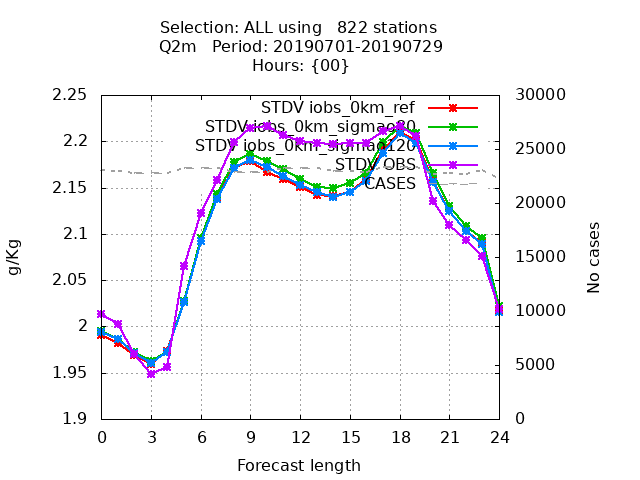 Selection: ALL using   822 stations
Q2m   Period: 20190701-20190729
Hours: {00}
STDV iobs_0km_ref
STDV iobs_0km_sigmao80
STDV iobs_0km_sigmao120
STDV OBS
CASES
2.25
2.2
2.15
2.1
2.05
2
1.95
1.9
g/Kg
30000
25000
20000
15000
10000
5000
0
No cases
0 3 6 9 12 15 18 21 24
Forecast length